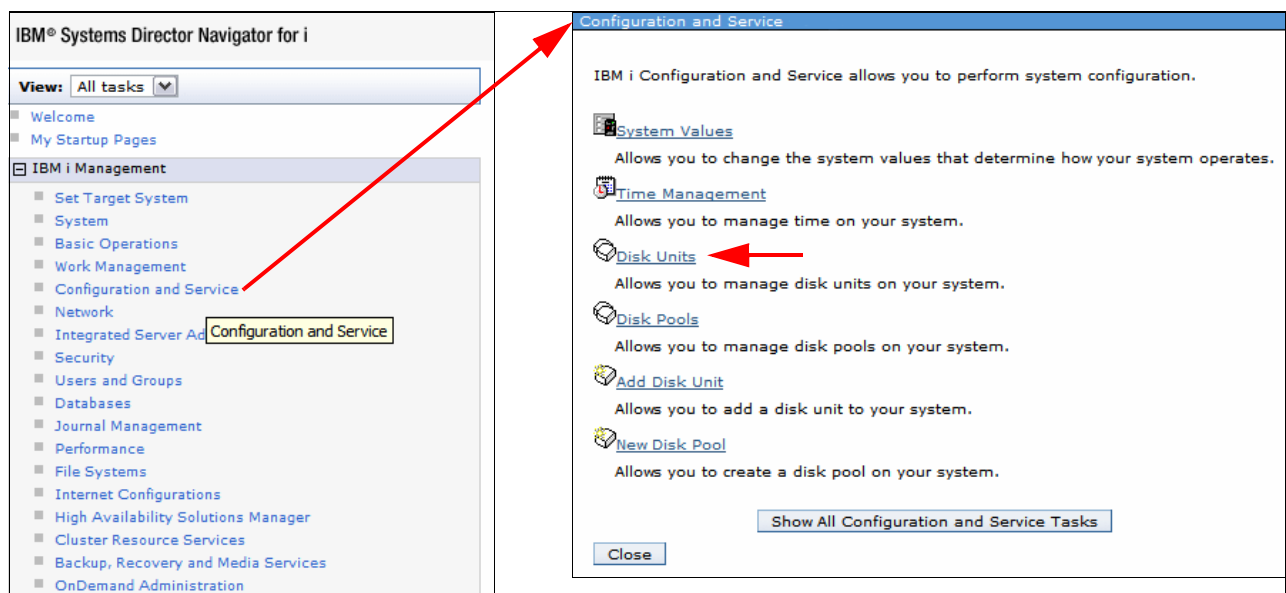 IBM® Systems Director Navigator for i
View: All tasks
Welcome
My Startup Pages
IBM i Management
Set Target System
System
Basic Operations
Work Management
Configuration and Service
Network
Integrated Server Ad
Configuration and Service
Security
Users and Groups
Databases
Journal Management
Performance
File Systems
Internet Configurations
High Availability Solutions Manager
Cluster Resource Services
Backup, Recovery and Media Services
OnDemand Administration
Configuration and Service
IBM i Configuration and Service allows you to perform system configuration.
System Values
Allows you to change the system values that determine how your system operates.
Time Management
Allows you to manage time on your system.
Disk Units
Allows you to manage disk units on your system.
Disk Pools
Allows you to manage disk pools on your system.
Add Disk Unit
Allows you to add a disk unit to your system.
New Disk Pool
Allows you to create a disk pool on your system.
Show All Configuration and Service Tasks
Close